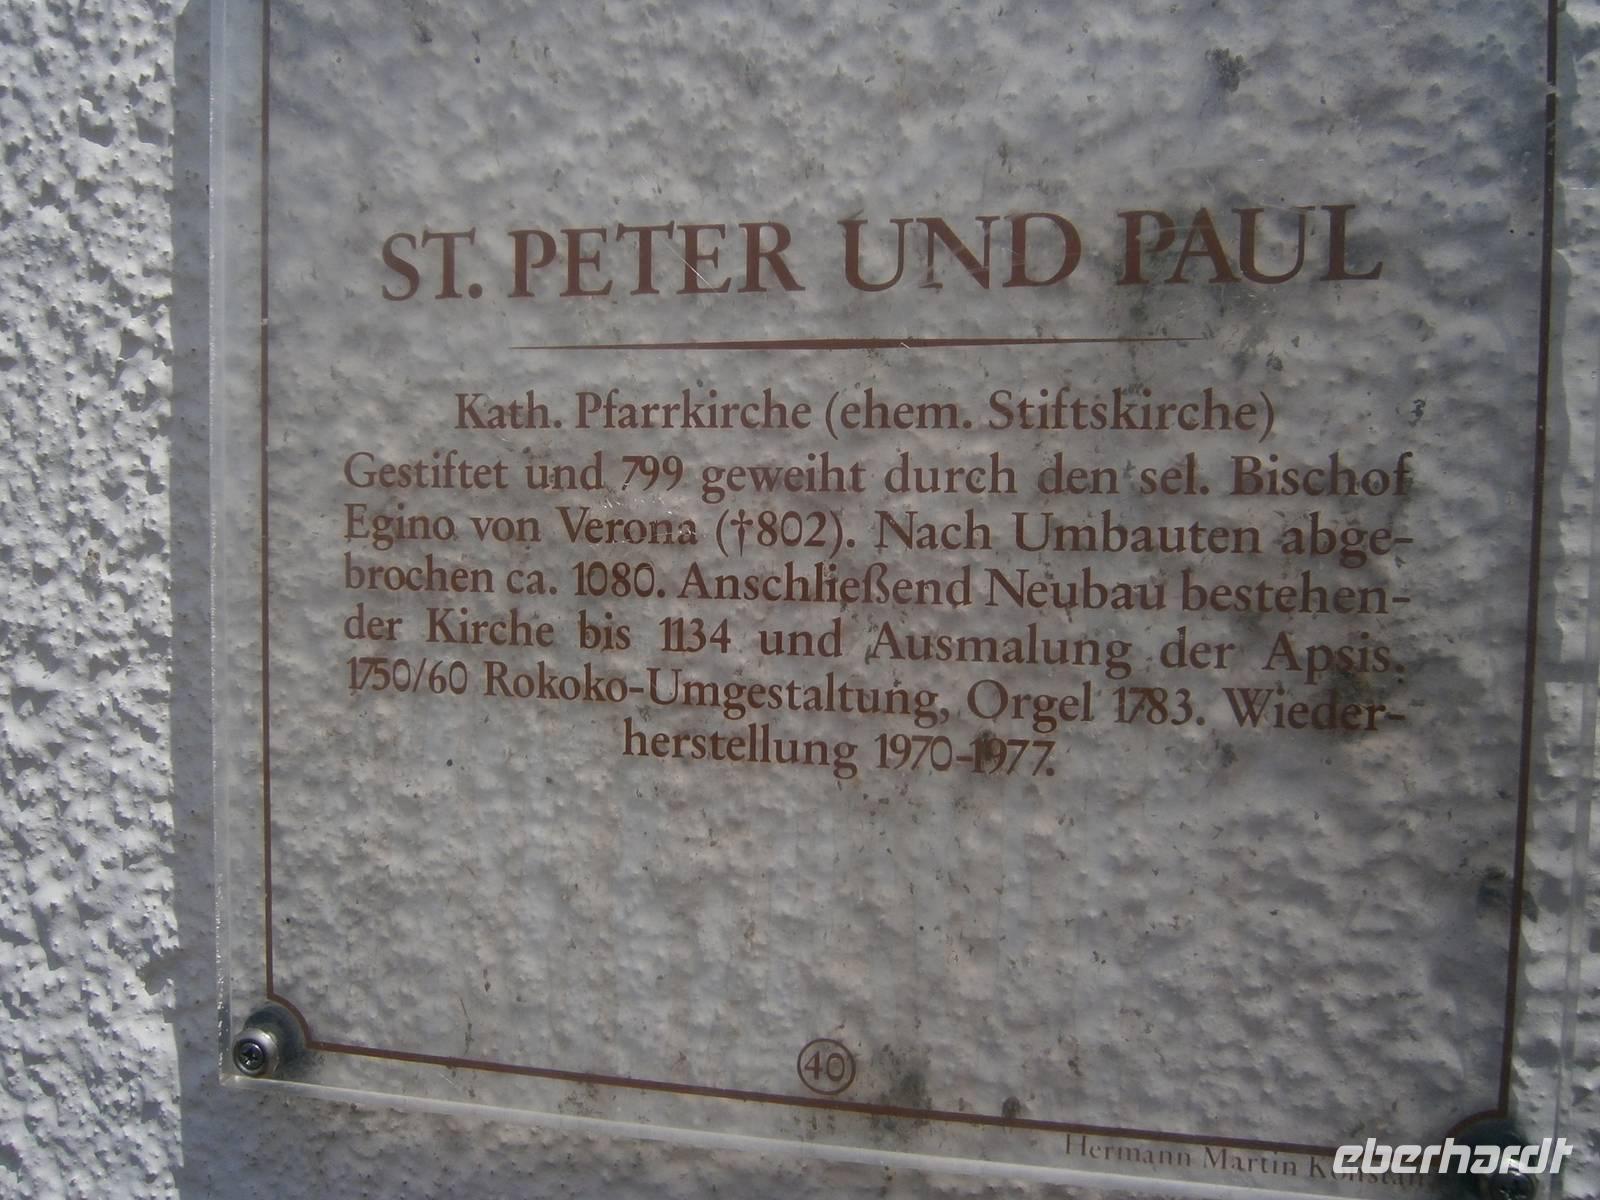 ST. PETER UND PAUL
Kath. Pfarrkirche (ehem. Stiftskirche)
Gestiftet und 799 geweiht durch den sel. Bischof
Egino von Verona (†802). Nach Umbauten abge-
brochen ca. 1080. Anschließend Neubau bestehen-
der Kirche bis 1134 und Ausmalung der Apsis.
1750/60 Rokoko-Umgestaltung, Orgel 1783. Wieder-
herstellung 1970-1977.
40
Hermann Martin
eberhardt